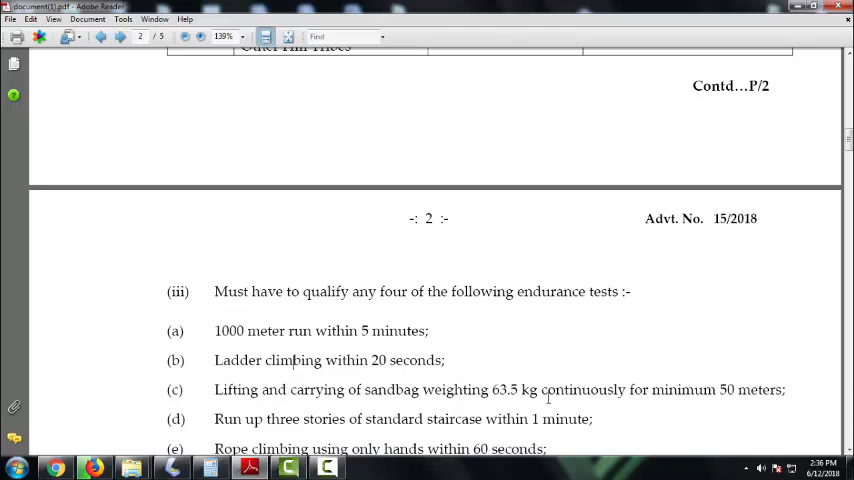 document(1).pdf - Adobe Reader
File Edit View Document Tools Window Help
2 / 5 139% Find
Other Hill Tribes
Contd…P/2
-: 2 :-
Advt. No. 15/2018
(iii) Must have to qualify any four of the following endurance tests :-
(a) 1000 meter run within 5 minutes;
(b) Ladder climbing within 20 seconds;
(c) Lifting and carrying of sandbag weighting 63.5 kg continuously for minimum 50 meters;
(d) Run up three stories of standard staircase within 1 minute;
(e) Rope climbing using only hands within 60 seconds;
2:36 PM
6/12/2018